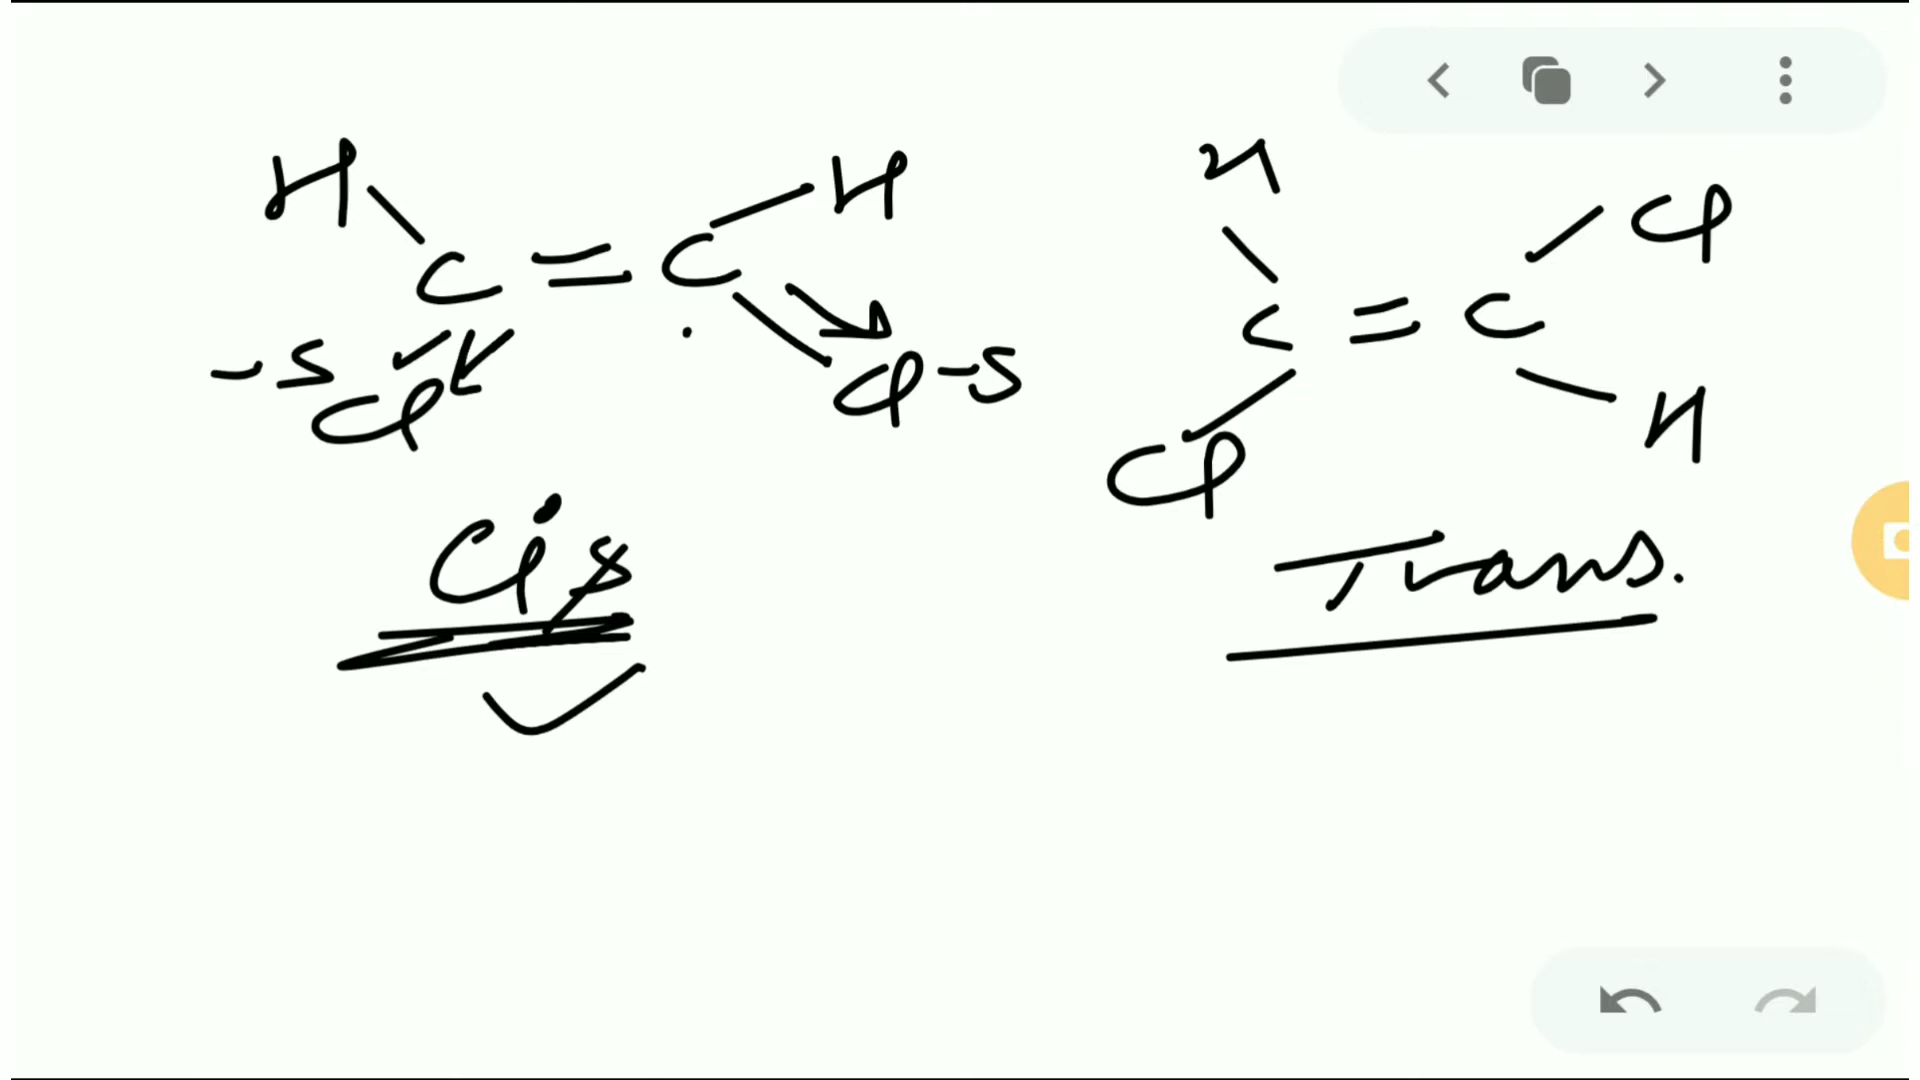 H H
C = C
-S Cl Cl -S
Cis
H Cl
C = C
Cl H
Trans.